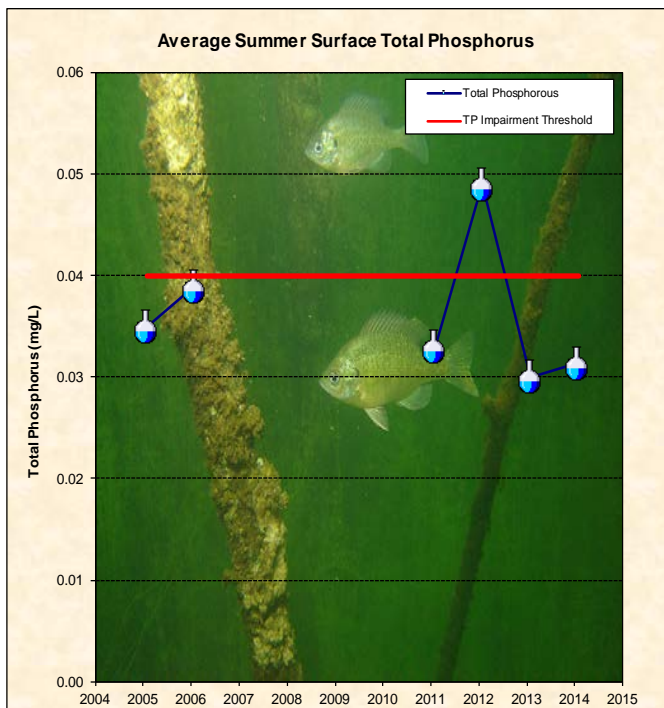 Average Summer Surface Total Phosphorus
Total Phosphorous
TP Impairment Threshold
Total Phosphorus (mg/L)
0.06
0.05
0.04
0.03
0.02
0.01
0.00
2004 2005 2006 2007 2008 2009 2010 2011 2012 2013 2014 2015